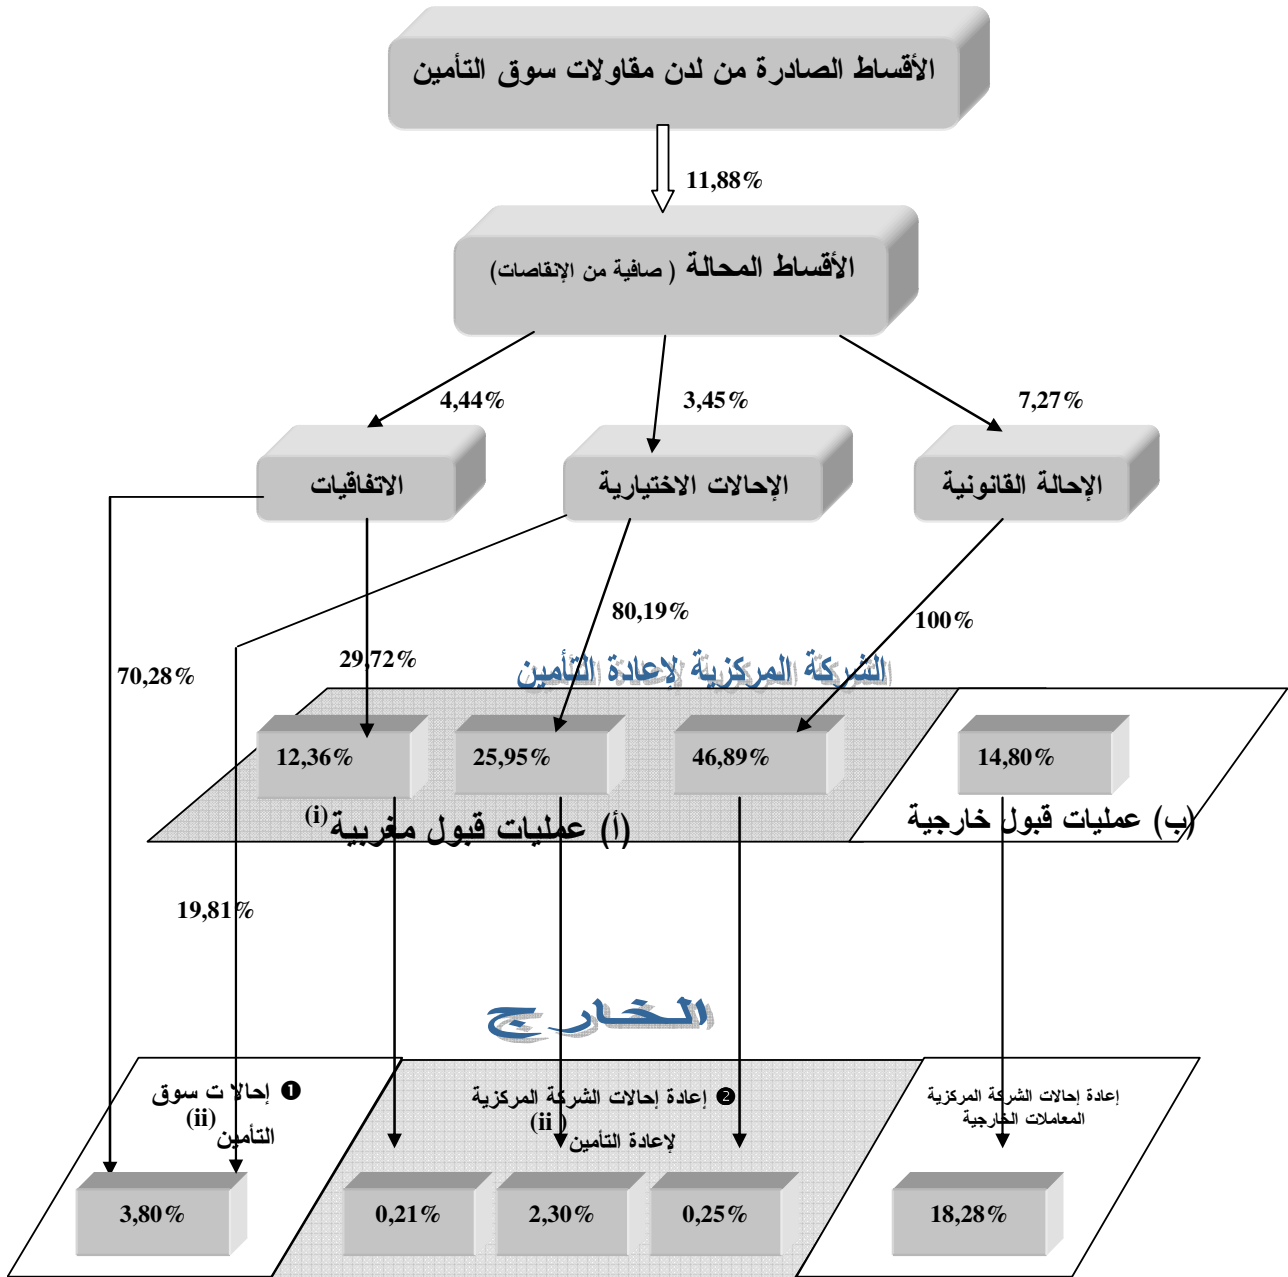 الأقساط الصادرة من لدن مقاولات سوق التأمين
11,88%
الأقساط المحالة ( صافية من الإنقاصات)
7,27%
3,45%
4,44%
الإحالة القانونية
الإحالات الاختيارية
الاتفاقيات
100%
80,19%
29,72%
70,28%
الشركة المركزية لإعادة التأمين
14,80%
46,89%
25,95%
12,36%
(ب) عمليات قبول خارجية
(أ) عمليات قبول مغربية (i)
19,81%
الخارج
إعادة إحالات الشركة المركزية
المعاملات الخارجية
❷ إعادة إحالات الشركة المركزية
لإعادة التأمين (ii)
❶ إحالا ت سوق
التأمين (ii)
18,28%
0,25%
2,30%
0,21%
3,80%